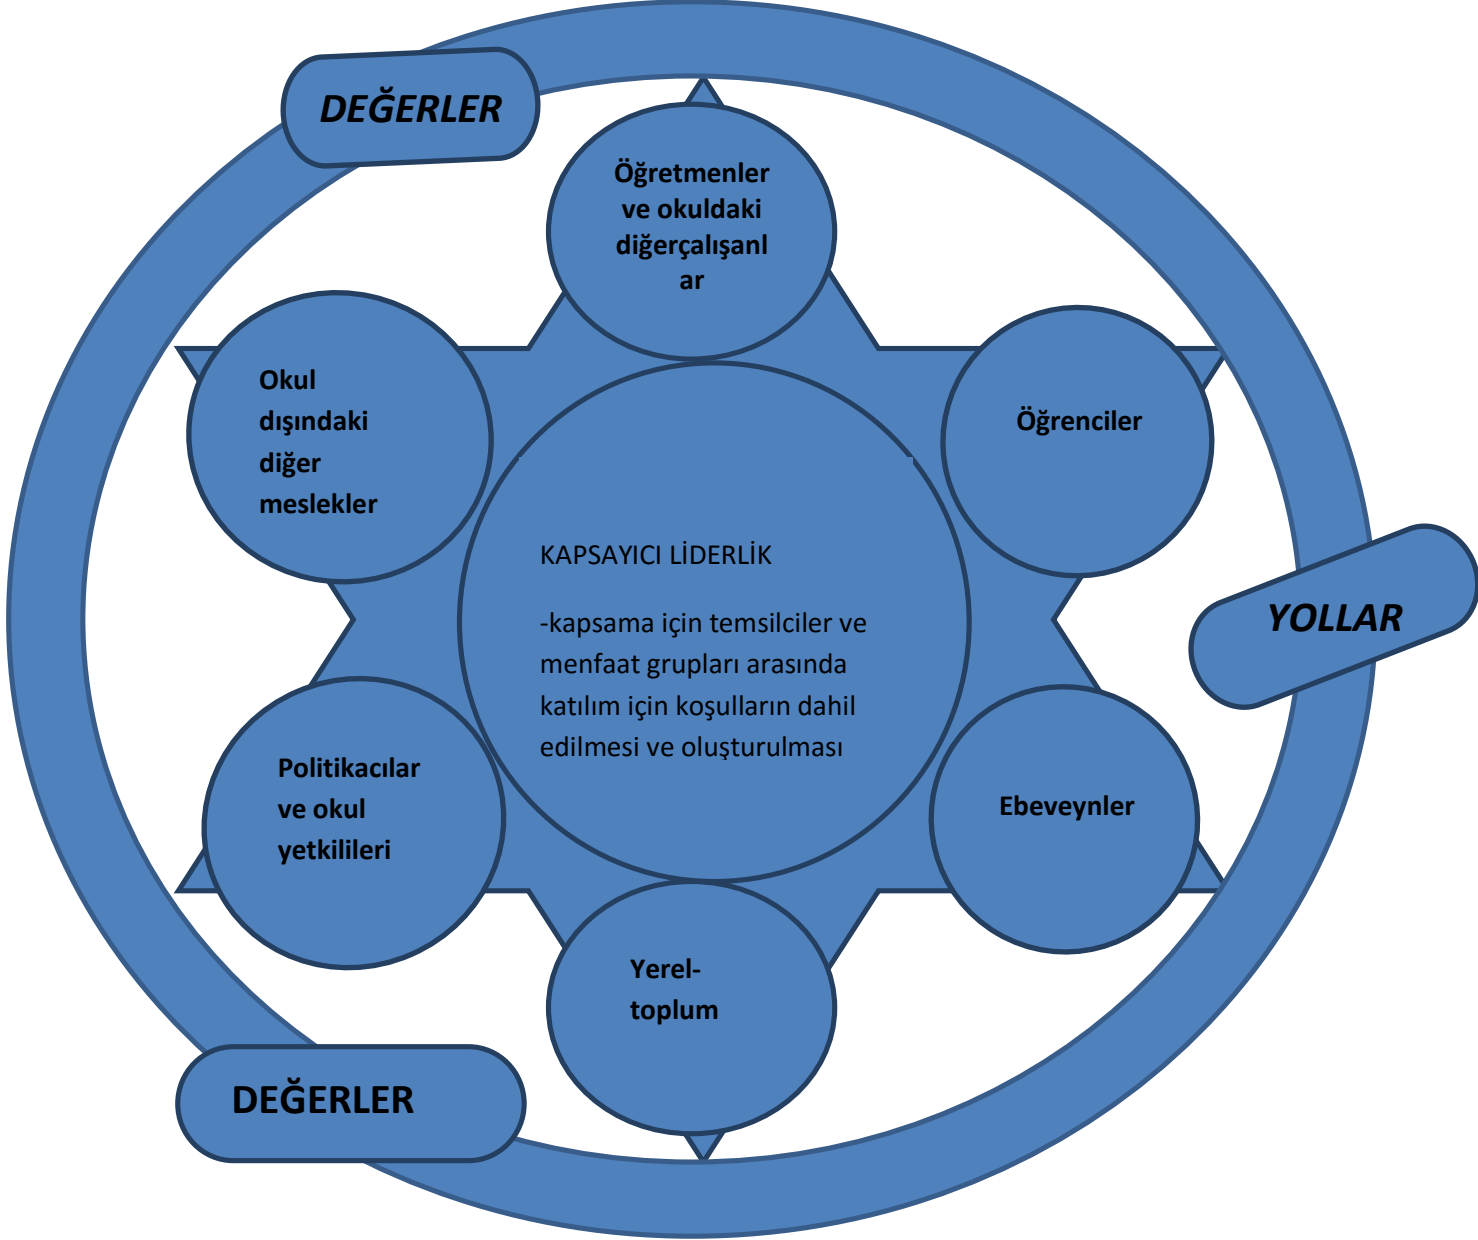 DEĞERLER
Öğretmenler
ve okuldaki
diğerçalışanl
ar
Okul
dışındaki
diğer
meslekler
Öğrenciler
KAPSAYICI LİDERLİK
-kapsama için temsilciler ve
menfaat grupları arasında
katılım için koşulların dahil
edilmesi ve oluşturulması
YOLLAR
Politikacılar
ve okul
yetkilileri
Ebeveynler
Yerel-
toplum
DEĞERLER